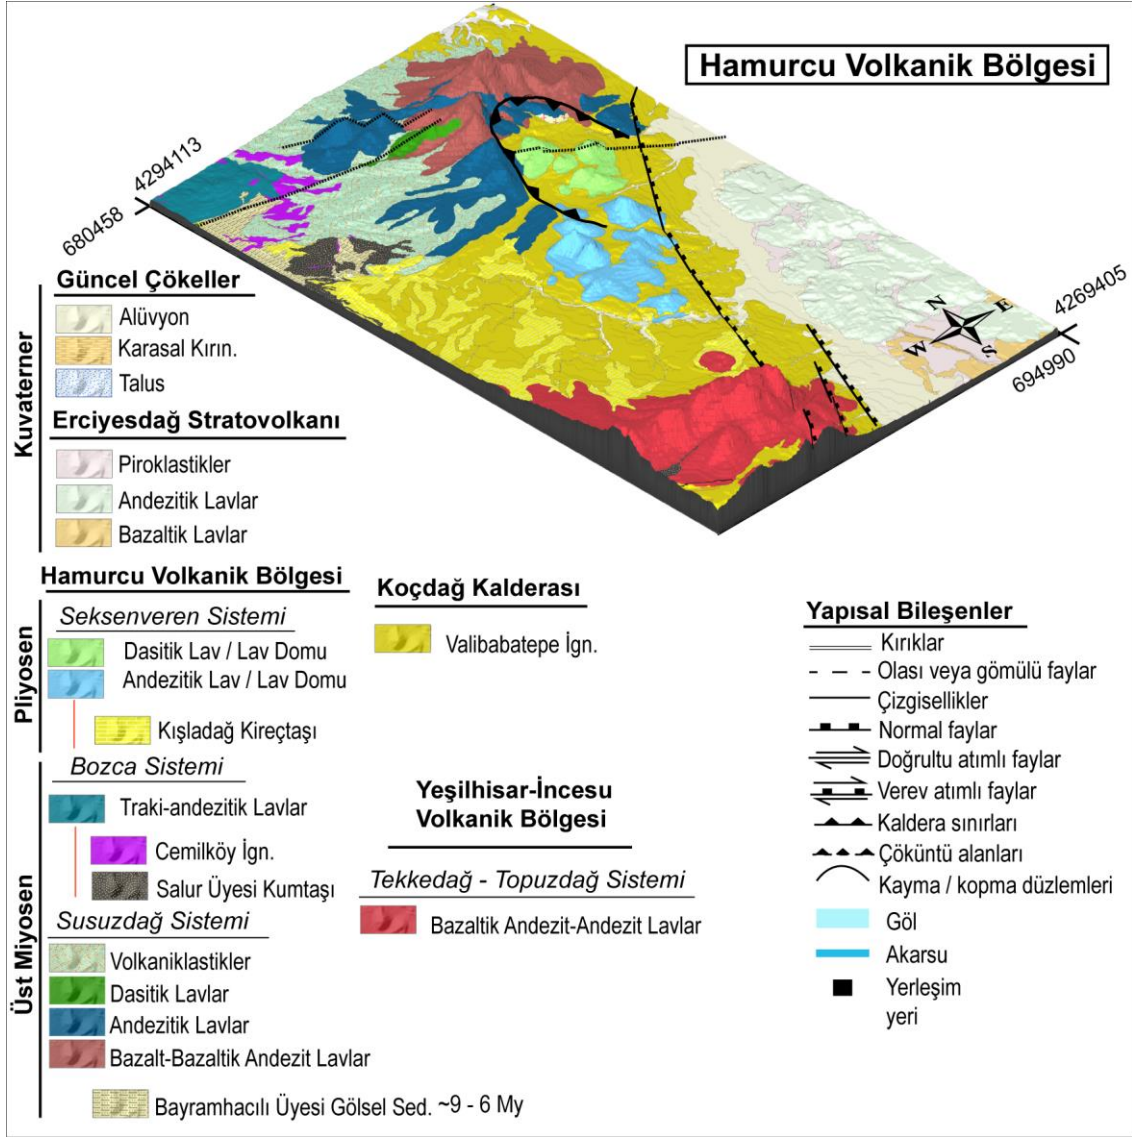 Hamurcu Volkanik Bölgesi
4294113
6804458
N
E
W
S
4269405
694990
Kuvaterner
Güncel Çökeller
Alüvyon
Karasal Kırın.
Talus
Erciyesdağ Stratovolkanı
Piroklastikler
Andezitik Lavlar
Bazaltik Lavlar
Hamurcu Volkanik Bölgesi
Pliyosen
Seksenveren Sistemi
Dasitik Lav / Lav Domu
Andezitik Lav / Lav Domu
Kışladağ Kireçtaşı
Koçdağ Kalderası
Valibabatepe İgn.
Üst Miyosen
Bozca Sistemi
Traki-andezitik Lavlar
Cemilköy İgn.
Salur Üyesi Kumtaşı
Susuzdağ Sistemi
Volkaniklastikler
Dasitik Lavlar
Andezitik Lavlar
Bazalt-Bazaltik Andezit Lavlar
Bayramhacılı Üyesi Gölsel Sed. ~9 - 6 My
Yeşilhisar-İncesu
Volkanik Bölgesi
Tekkedağ - Topuzdağ Sistemi
Bazaltik Andezit-Andezit Lavlar
Yapısal Bileşenler
Kırıklar
Olası veya gömülü faylar
Çizgisellikler
Normal faylar
Doğrultu atımlı faylar
Verev atımlı faylar
Kaldera sınırları
Çöküntü alanları
Kayma / kopma düzlemleri
Göl
Akarsu
Yerleşim
yeri